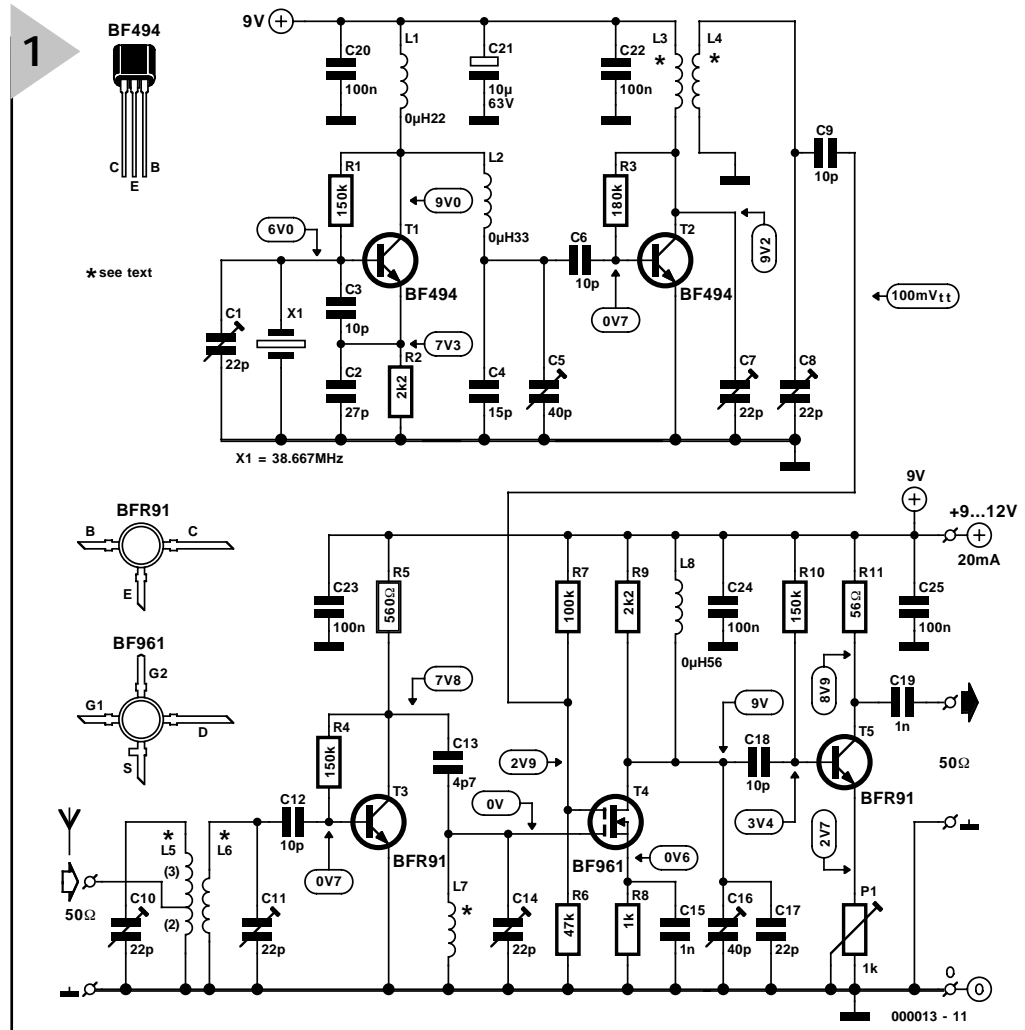 1
BF494
C
E
B
9V
C20
100n
L1
0µH22
C21
10µ
63V
C22
100n
L3
*
L4
*
C9
10p
R1
150k
9V0
L2
0µH33
R3
180k
6V0
T1
BF494
C6
10p
T2
BF494
9V2
* see text
0V7
100mVtt
C1
22p
X1
C3
10p
7V3
C2
27p
R2
2k2
C4
15p
C5
40p
C7
22p
C8
22p
X1 = 38.667MHz
BFR91
B
C
E
9V
+9...12V
20mA
C23
100n
R5
560Ω
R7
100k
R9
2k2
L8
0µH56
C24
100n
R10
150k
R11
56Ω
C25
100n
BF961
G2
G1
D
S
7V8
8V9
C19
1n
R4
150k
C13
4p7
2V9
9V
C18
10p
T5
BFR91
50Ω
C12
10p
T3
BFR91
0V
T4
BF961
3V4
2V7
*
L5
(3)
(2)
*
L6
0V7
0V6
50Ω
C10
22p
C11
22p
L7
*
C14
22p
R6
47k
R8
1k
C15
1n
C16
40p
C17
22p
P1
1k
0
0
000013 - 11